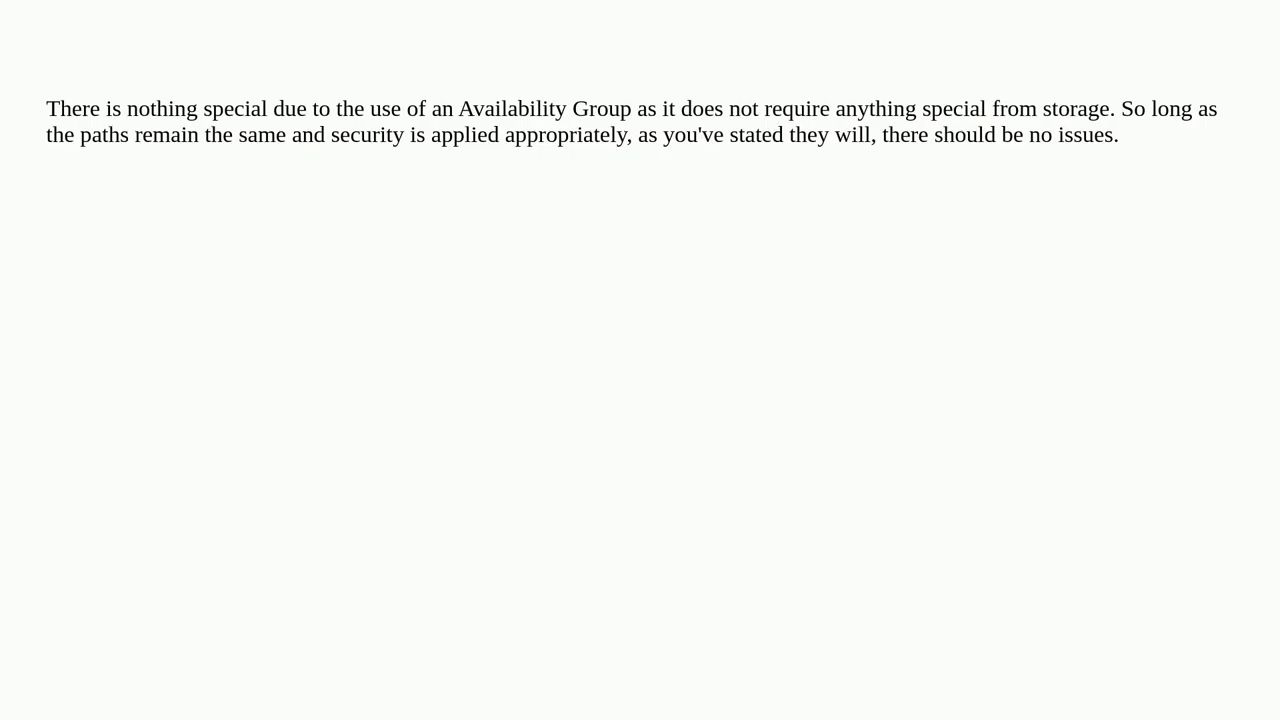 There is nothing special due to the use of an Availability Group as it does not require anything special from storage. So long as
the paths remain the same and security is applied appropriately, as you've stated they will, there should be no issues.